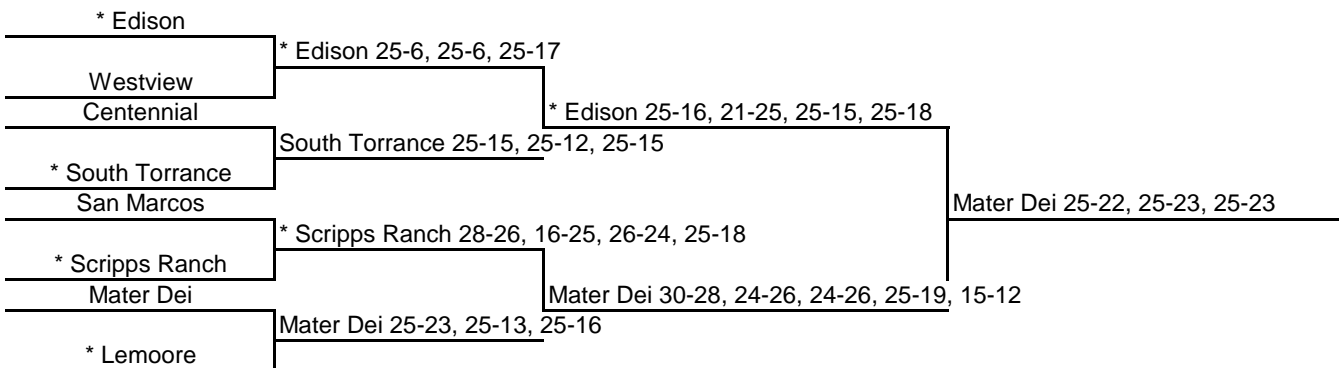 * Edison
* Edison 25-6, 25-6, 25-17
Westview
Centennial
* Edison 25-16, 21-25, 25-15, 25-18
South Torrance 25-15, 25-12, 25-15
* South Torrance
San Marcos
Mater Dei 25-22, 25-23, 25-23
* Scripps Ranch 28-26, 16-25, 26-24, 25-18
* Scripps Ranch
Mater Dei
Mater Dei 30-28, 24-26, 24-26, 25-19, 15-12
Mater Dei 25-23, 25-13, 25-16
* Lemoore